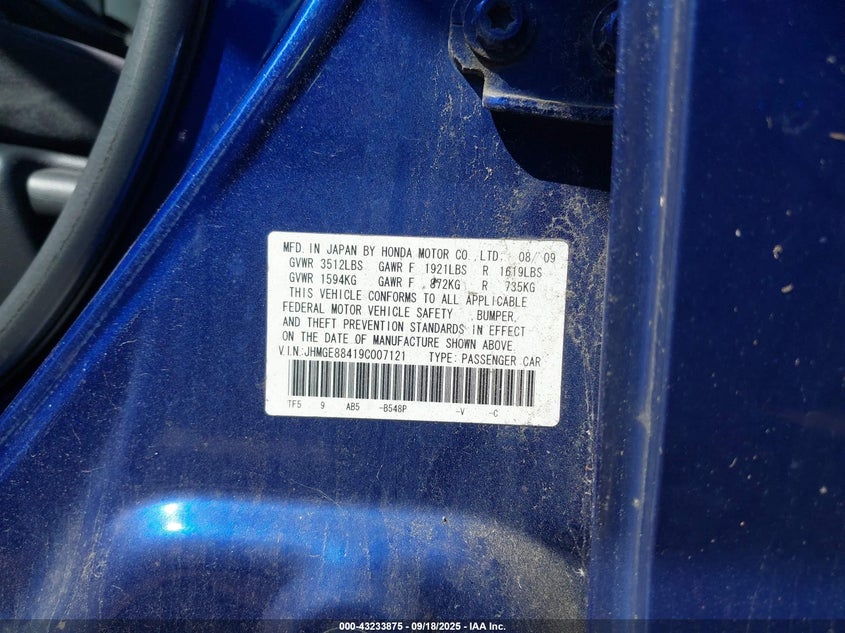 MFD. IN JAPAN BY HONDA MOTOR CO.,LTD. 08/'09
GVWR 3512LBS GAWR F 1921LBS R 1619LBS
GVWR 1594KG GAWR F 872KG R 735KG
THIS VEHICLE CONFORMS TO ALL APPLICABLE
FEDERAL MOTOR VEHICLE SAFETY ,BUMPER,
AND THEFT PREVENTION STANDARDS IN EFFECT
ON THE DATE OF MANUFACTURE SHOWN ABOVE.
V.I.N.:JHMGE88419C007121 TYPE: PASSENGER CAR
TF5 9 AB5 -B548P -V -C
000-43233875 - 09/18/2025 - IAA Inc.